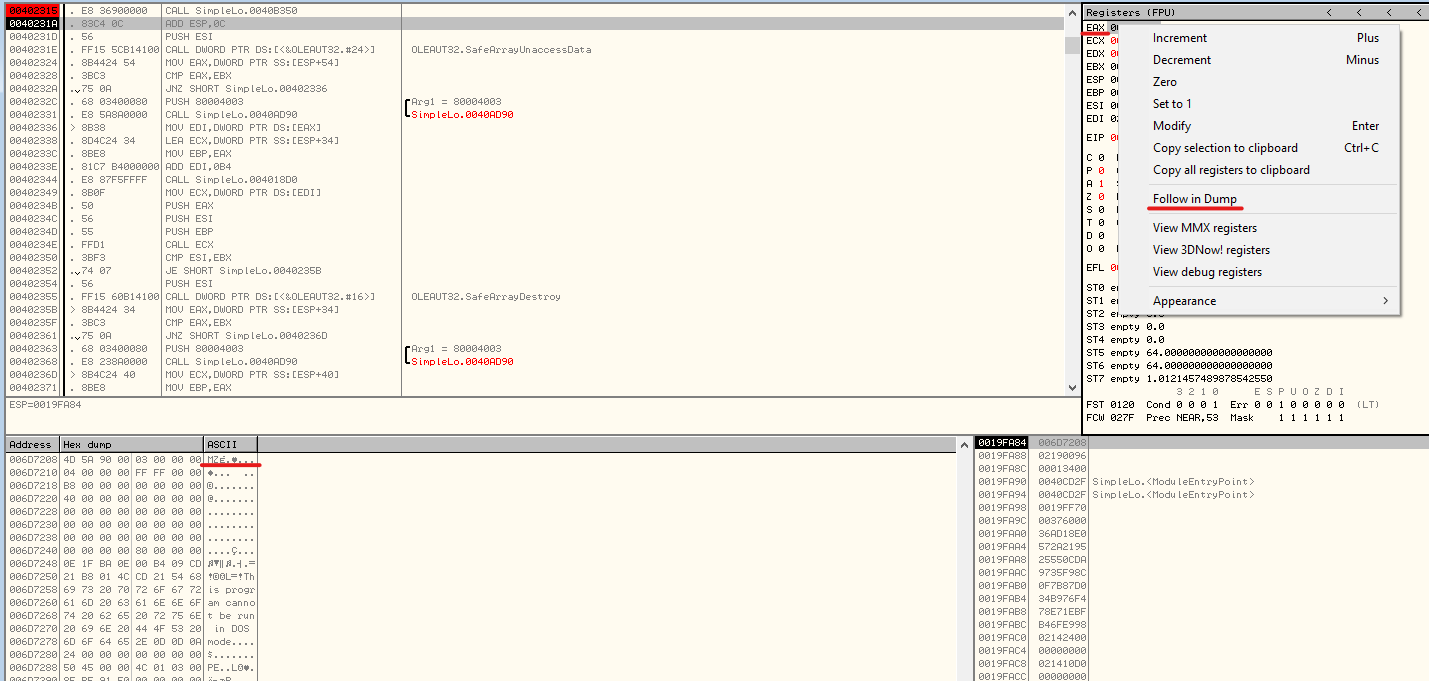 00402315 . E8 36900000 CALL SimpleLo.0040B350
0040231A . 83C4 0C ADD ESP,0C
0040231D . 56 PUSH ESI
0040231E . FF15 5CB14100 CALL DWORD PTR DS:[<&OLEAUT32.#24>] OLEAUT32.SafeArrayUnaccessData
00402324 . 8B4424 54 MOV EAX,DWORD PTR SS:[ESP+54]
00402328 . 3BC3 CMP EAX,EBX
0040232A . 75 0A JNZ SHORT SimpleLo.00402336
0040232C . 68 03400080 PUSH 80004003 Arg1 = 80004003
00402331 . E8 5A8A0000 CALL SimpleLo.0040AD90 SimpleLo.0040AD90
00402336 > 8B38 MOV EDI,DWORD PTR DS:[EAX]
00402338 . 8D4C24 34 LEA ECX,DWORD PTR SS:[ESP+34]
0040233C . 8BE8 MOV EBP,EAX
0040233E . 81C7 B4000000 ADD EDI,0B4
00402344 . E8 87F5FFFF CALL SimpleLo.004018D0
00402349 . 8B0F MOV ECX,DWORD PTR DS:[EDI]
0040234B . 50 PUSH EAX
0040234C . 56 PUSH ESI
0040234D . 55 PUSH EBP
0040234E . FFD1 CALL ECX
00402350 . 3BF3 CMP ESI,EBX
00402352 . 74 07 JE SHORT SimpleLo.0040235B
00402354 . 56 PUSH ESI
00402355 . FF15 60B14100 CALL DWORD PTR DS:[<&OLEAUT32.#16>] OLEAUT32.SafeArrayDestroy
0040235B > 8B4424 34 MOV EAX,DWORD PTR SS:[ESP+34]
0040235F . 3BC3 CMP EAX,EBX
00402361 . 75 0A JNZ SHORT SimpleLo.0040236D
00402363 . 68 03400080 PUSH 80004003 Arg1 = 80004003
00402368 . E8 238A0000 CALL SimpleLo.0040AD90 SimpleLo.0040AD90
0040236D > 8B4C24 40 MOV ECX,DWORD PTR SS:[ESP+40]
00402371 . 8BE8 MOV EBP,EAX
ESP=0019FA84
Registers (FPU) < < < <
EAX
ECX
EDX
EBX
ESP
EBP
ESI
EDI
EIP
C 0
P 0
A 1
Z 0
S 0
T 0
D 0
O 0
EFL
ST0
ST1
ST2 empty
ST3 empty 0.0
ST4 empty 0.0
ST5 empty 64.000000000000000000
ST6 empty 64.000000000000000000
ST7 empty 1.0121457489878542550
3 2 1 0 E S P U O Z D I
FST 0120 Cond 0 0 0 1 Err 0 0 1 0 0 0 0 0 (LT)
FCW 027F Prec NEAR,53 Mask 1 1 1 1 1 1
Increment Plus
Decrement Minus
Zero
Set to 1
Modify Enter
Copy selection to clipboard Ctrl+C
Copy all registers to clipboard
Follow in Dump
View MMX registers
View 3DNow! registers
View debug registers
Appearance >
Address Hex dump ASCII
006D7208 4D 5A 90 00 03 00 00 00
006D7210 04 00 00 00 FF FF 00 00
006D7218 B8 00 00 00 00 00 00 00
006D7220 40 00 00 00 00 00 00 00 @.......
006D7228 00 00 00 00 00 00 00 00 ........
006D7230 00 00 00 00 00 00 00 00 ........
006D7238 00 00 00 00 00 00 00 00 ........
006D7240 00 00 00 00 80 00 00 00 ....Ç...
006D7248 0E 1F BA 0E 00 B4 09 CD
006D7250 21 B8 01 4C CD 21 54 68
006D7258 69 73 20 70 72 6F 67 72 is progr
006D7260 61 6D 20 63 61 6E 6E 6F am canno
006D7268 74 20 62 65 20 72 75 6E t be run
006D7270 20 69 6E 20 44 4F 53 20 in DOS
006D7278 6D 6F 64 65 2E 0D 0D 0A mode....
006D7280 24 00 00 00 00 00 00 00 $.......
006D7288 50 45 00 00 4C 01 03 00
0019FA84 006D7208
0019FA88 02190096
0019FA8C 00013400
0019FA90 0040CD2F SimpleLo.<ModuleEntryPoint>
0019FA94 0040CD2F SimpleLo.<ModuleEntryPoint>
0019FA98 0019FF70
0019FA9C 00376000
0019FAA0 36AD18E0
0019FAA4 572A2195
0019FAA8 25550CDA
0019FAAC 9735F98C
0019FAB0 0F7B87D0
0019FAB4 34B976F4
0019FAB8 78E71EBF
0019FABC B46FE998
0019FAC0 02142400
0019FAC4 00000000
0019FAC8 021410D0
0019FACC 00000000